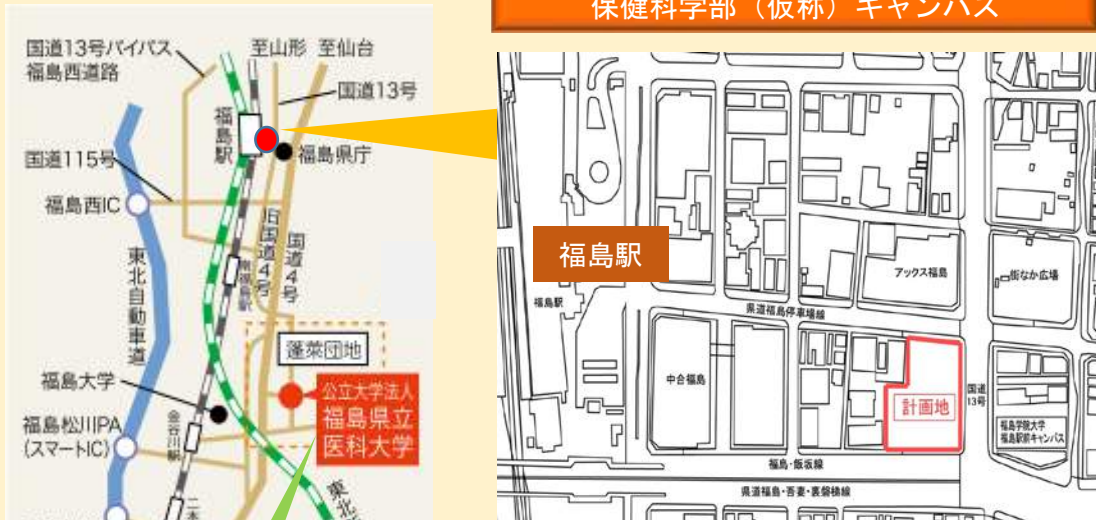 保健科学部（仮称）キャンパス
国道13号バイパス
福島西道路
至山形 至仙台
国道13号
福島駅
福島県庁
国道115号
福島西IC
旧国道4号
国道4号
南福島駅
東北自動車道
蓬莱団地
福島大学
公立大学法人
福島県立
医科大学
福島松川PA
(スマートIC)
金谷川駅
二本
東北
福島駅
福島駅
アックス福島
街なか広場
県道福島停車場線
中合福島
計画地
国道
13号
福島学院大学
福島駅前キャンパス
福島・飯坂線
県道福島・吾妻・裏磐梯線